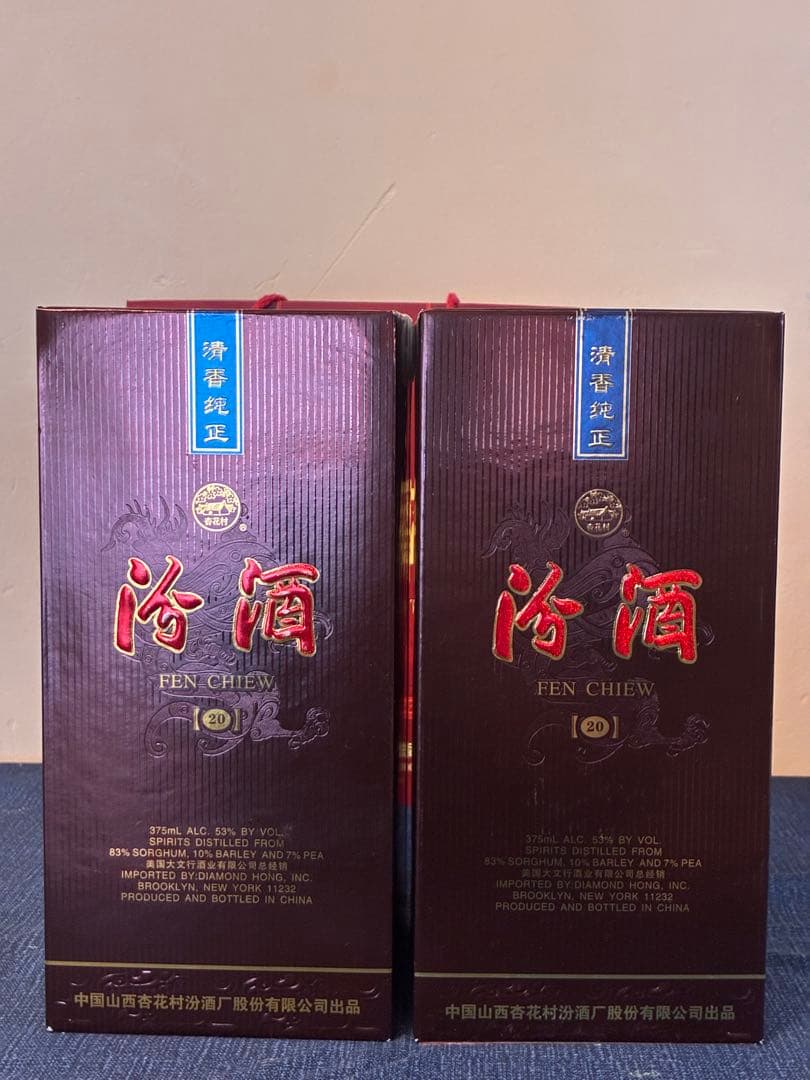 清香纯正
杏花村
®
汾酒
FEN CHIEW
【20】
375mL ALC. 53% BY VOL.
SPIRITS DISTILLED FROM
83% SORGHUM, 10% BARLEY AND 7% PEA
美国大文行酒业有限公司总经销
IMPORTED BY:DIAMOND HONG, INC.
BROOKLYN, NEW YORK 11232
PRODUCED AND BOTTLED IN CHINA
中国山西杏花村汾酒厂股份有限公司出品
清香纯正
杏花村
®
汾酒
FEN CHIEW
【20】
375mL ALC. 53% BY VOL.
SPIRITS DISTILLED FROM
83% SORGHUM, 10% BARLEY AND 7% PEA
美国大文行酒业有限公司总经销
IMPORTED BY:DIAMOND HONG, INC.
BROOKLYN, NEW YORK 11232
PRODUCED AND BOTTLED IN CHINA
中国山西杏花村汾酒厂股份有限公司出品